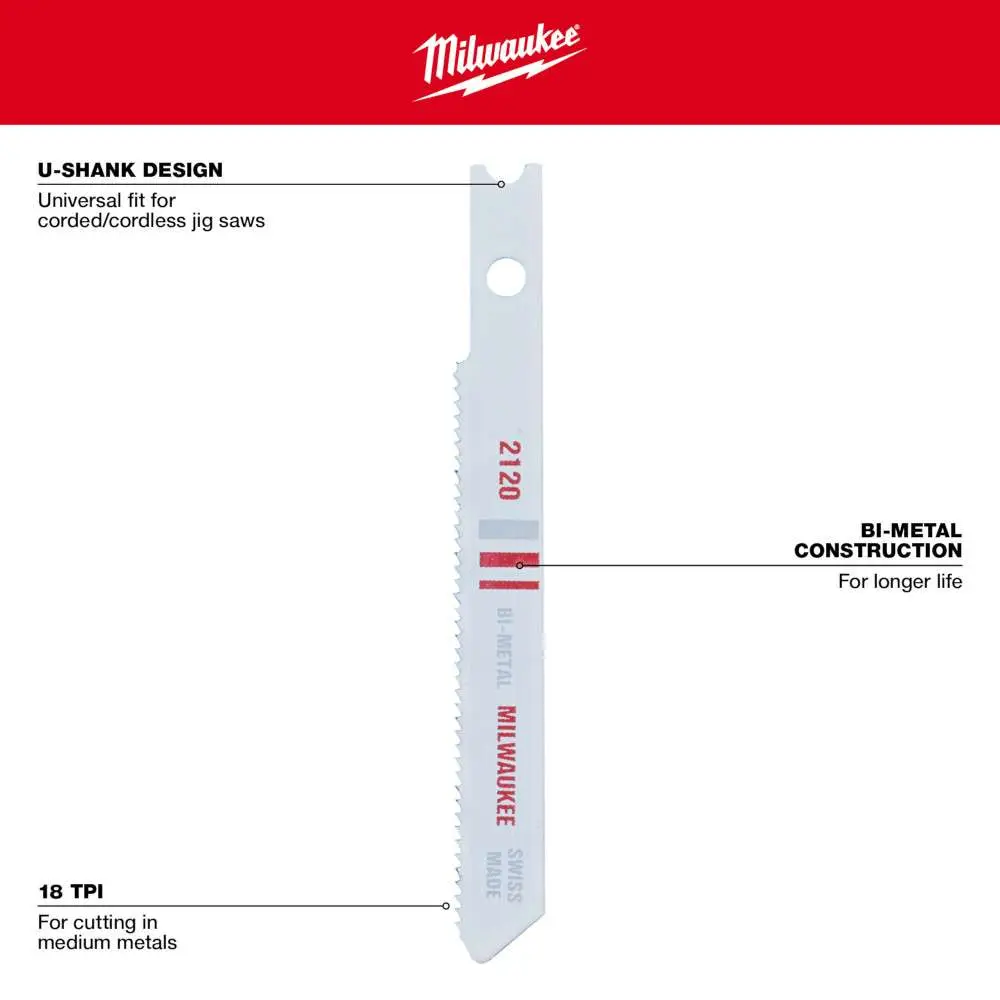 Milwaukee
U-SHANK DESIGN
Universal fit for
corded/cordless jig saws
2120
BI-METAL
CONSTRUCTION
For longer life
BI-METAL
MILWAUKEE
SWISS
MADE
18 TPI
For cutting in
medium metals